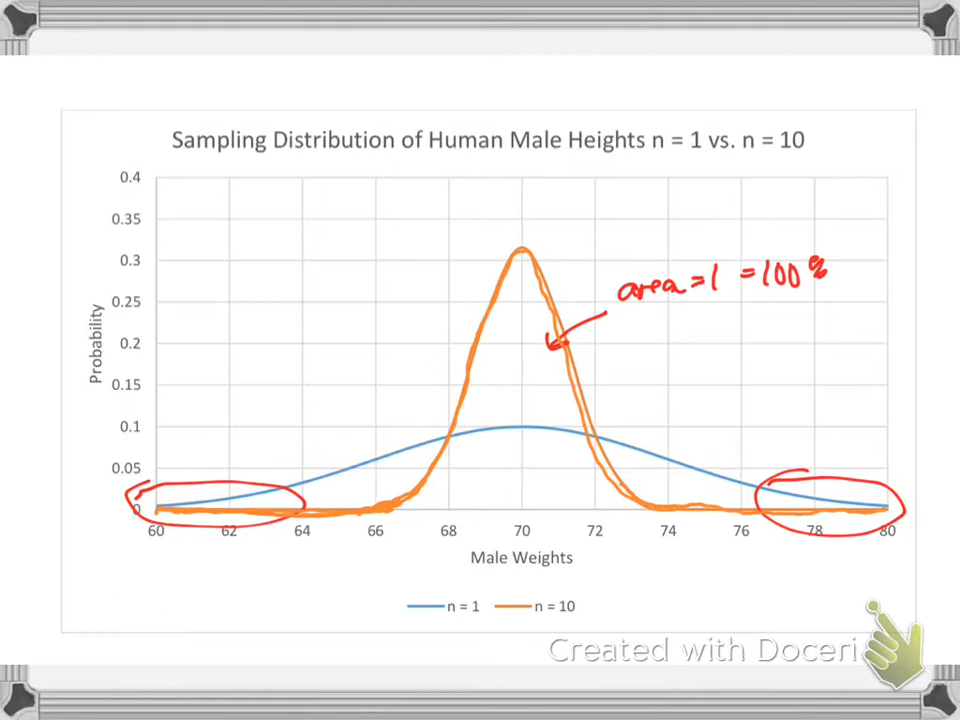 Sampling Distribution of Human Male Heights n = 1 vs. n = 10
0.4
0.35
0.3
area = 1 = 100%
0.25
0.2
0.15
0.1
0.05
0
Probability
60 62 64 66 68 70 72 74 76 78 80
Male Weights
n = 1 n = 10
Created with Doceri